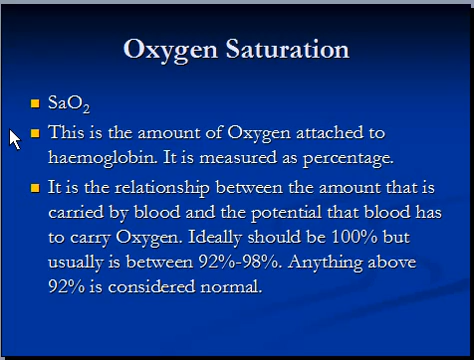 Oxygen Saturation
SaO2
This is the amount of Oxygen attached to
haemoglobin. It is measured as percentage.
It is the relationship between the amount that is
carried by blood and the potential that blood has
to carry Oxygen. Ideally should be 100% but
usually is between 92%-98%. Anything above
92% is considered normal.